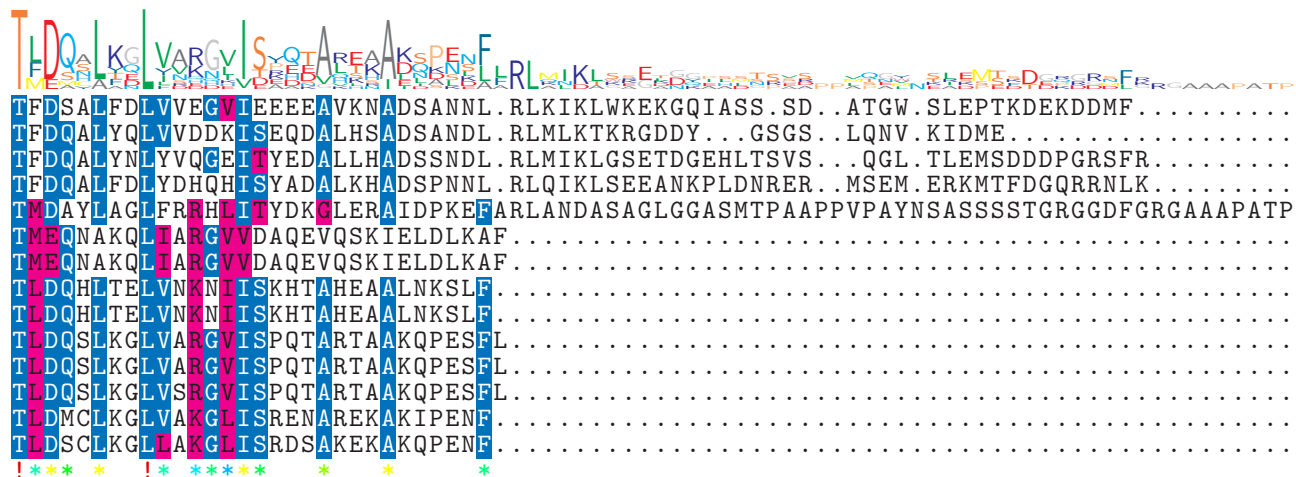 TFDSALFDLVVEGVIEEEEAVKNADSANNL.RLKIKLWKEKGQIASS.SD..ATGW.SLEPTKDEKDDMF..........
TFDQALYQLVVDDKISEQDALHSADSANDL.RLMLKTKRGDDY...GSGS..LQNV.KIDME..................
TFDQALYNLYVQGEITYEDALLHADSSNDL.RLMIKLGSETDGEHLTSVS...QGL.TLEMSDDDPGRSFR.........
TFDQALFDLYDHQHISYADALKHADSPNNL.RLQIKLSEEANKPLDNRER..MSEM.ERKMTFDGQRRNLK.........
TMDAYLAGLFRRHLITYDKGLERAIDPKEFARLANDASAGLGGASMTPAAPPVPAYNSASSSSTGRGGDFGRGAAAPATP
TMEQNAKQLIARGVVDAQEVQSKIELDLKAF.................................................
TMEQNAKQLIARGVVDAQEVQSKIELDLKAF.................................................
TLDQHLTELVNKNIISKHTAHEAALNKSLF..................................................
TLDQHLTELVNKNIISKHTAHEAALNKSLF..................................................
TLDQSLKGLVARGVISPQTARTAAKQPESFL.................................................
TLDQSLKGLVARGVISPQTARTAAKQPESFL.................................................
TLDQSLKGLVSRGVISPQTARTAAKQPESFL.................................................
TLDMCLKGLVAKGLISRENAREKAKIPENF..................................................
TLDSCLKGLLAKGLISRDSAKEKAKQPENF..................................................
!*** *  !* *****   *   *     *